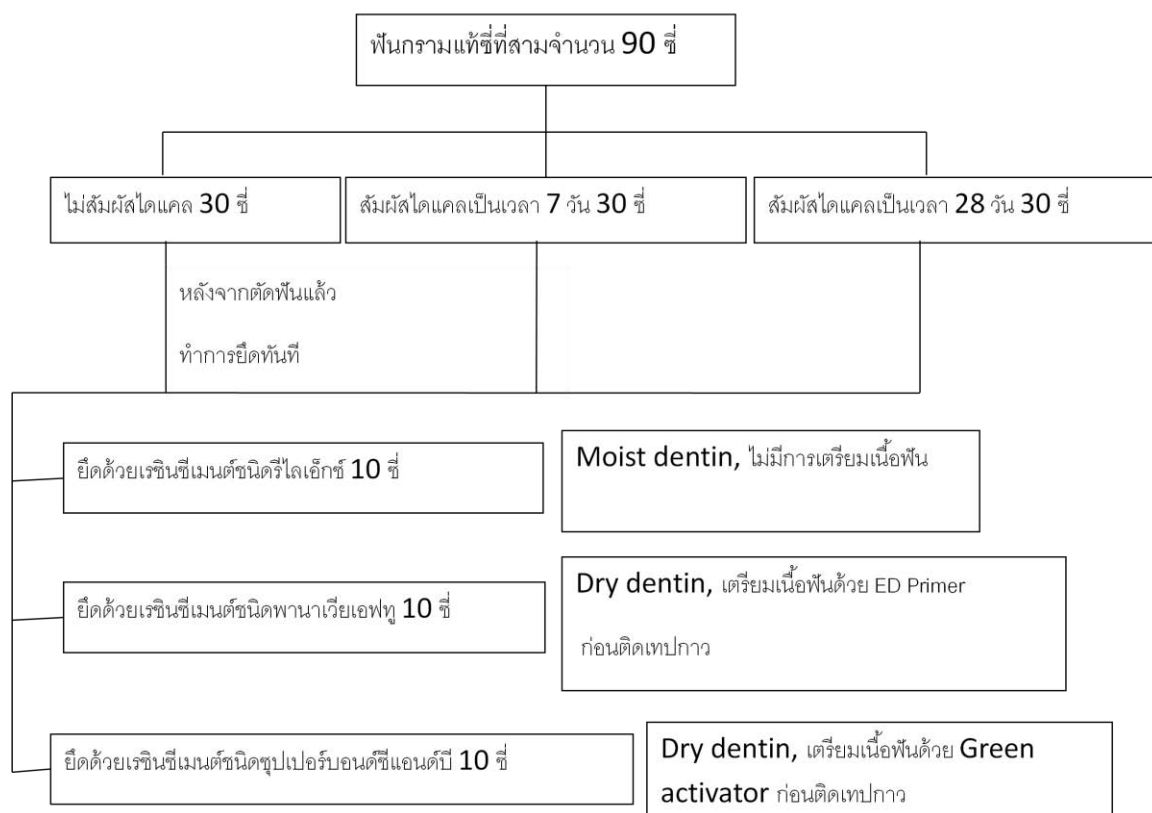 ฟันกรามแท้ซี่ที่สามจำนวน 90 ซี่
ไม่สัมผัสไดแคล 30 ซี่
สัมผัสไดแคลเป็นเวลา 7 วัน 30 ซี่
สัมผัสไดแคลเป็นเวลา 28 วัน 30 ซี่
หลังจากตัดฟันแล้ว
ทำการยึดทันที
ยึดด้วยเรซินซีเมนต์ชนิดรีไลเอ็กซ์ 10 ซี่
Moist dentin, ไม่มีการเตรียมเนื้อฟัน
ยึดด้วยเรซินซีเมนต์ชนิดพานาเวียเอฟทู 10 ซี่
Dry dentin, เตรียมเนื้อฟันด้วย ED Primer
ก่อนติดเทปกาว
ยึดด้วยเรซินซีเมนต์ชนิดซุปเปอร์บอนด์ซีแอนด์บี 10 ซี่
Dry dentin, เตรียมเนื้อฟันด้วย Green
activator ก่อนติดเทปกาว